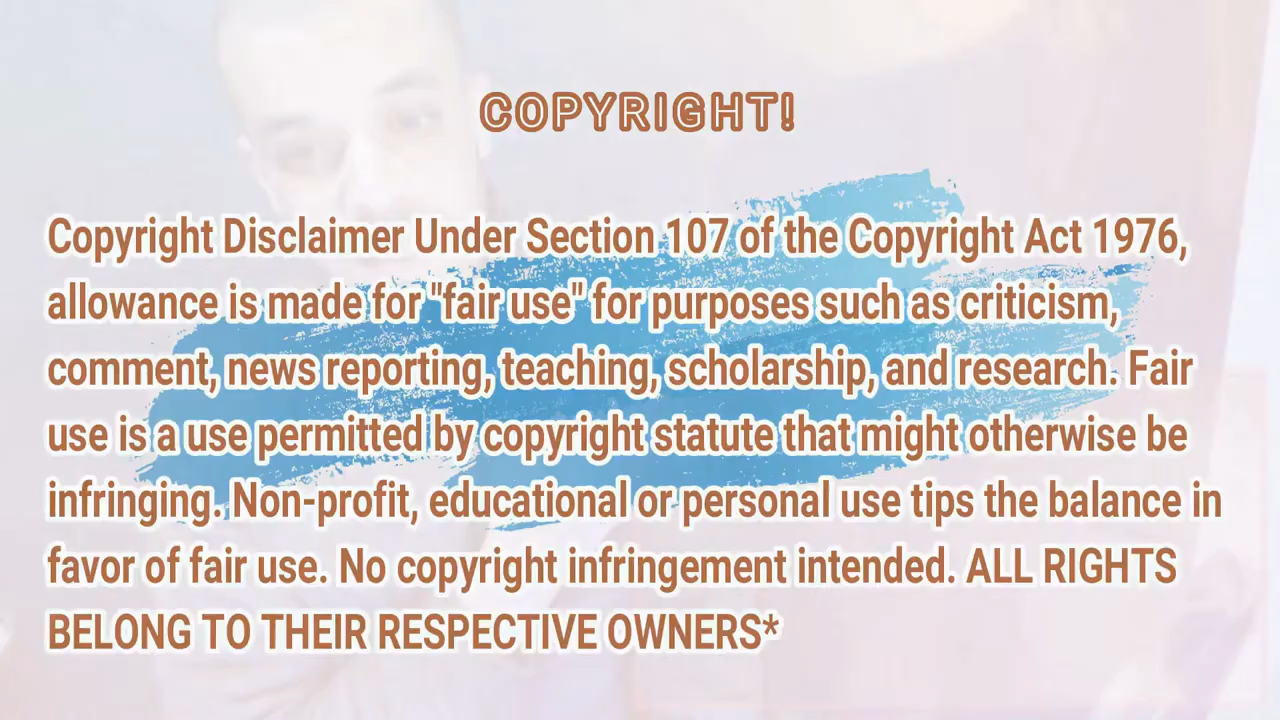 COPYRIGHT!
Copyright Disclaimer Under Section 107 of the Copyright Act 1976,
allowance is made for "fair use" for purposes such as criticism,
comment, news reporting, teaching, scholarship, and research. Fair
use is a use permitted by copyright statute that might otherwise be
infringing. Non-profit, educational or personal use tips the balance in
favor of fair use. No copyright infringement intended. ALL RIGHTS
BELONG TO THEIR RESPECTIVE OWNERS*